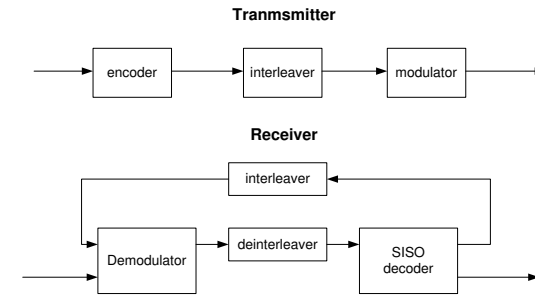 Tranmsmitter
encoder
interleaver
modulator
Receiver
interleaver
Demodulator
deinterleaver
SISO
decoder